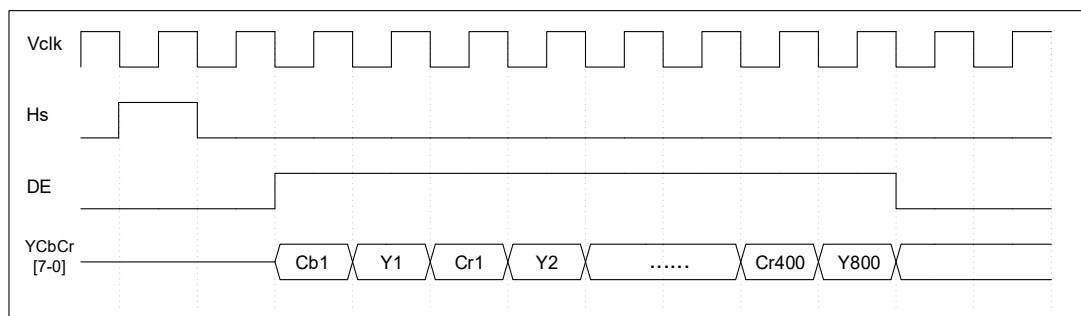 Vclk
Hs
DE
YCbCr
[7-0]
Cb1 Y1 Cr1 Y2 ...... Cr400 Y800